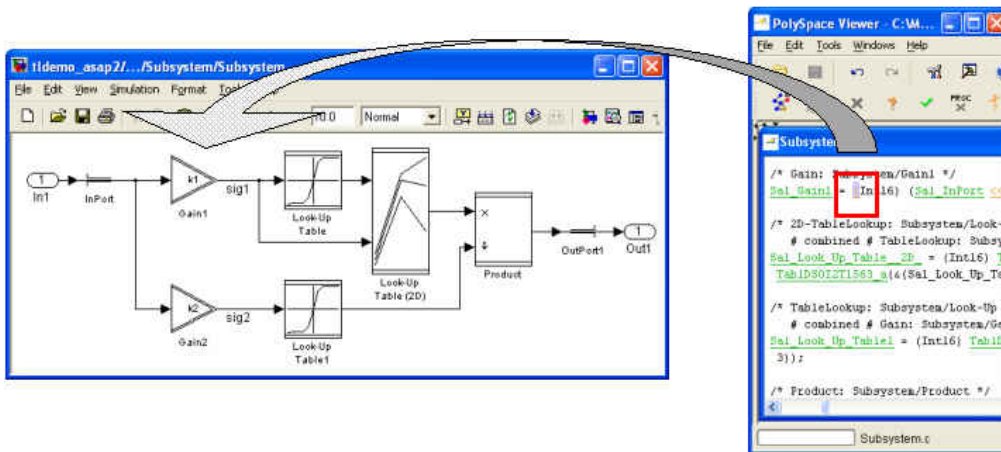 tldemo_asap2/.../Subsystem/Subsystem
File Edit View Simulation Format
Normal
1
In1
InPort
k1
Gain1
sig1
Look-Up
Table
Look-Up
Table (2D)
Product
OutPort1
1
Out1
k2
Gain2
sig2
Look-Up
Table1
PolySpace Viewer - C:\M...
File Edit Tools Windows Help
PROC
/* Gain: Subsystem/Gain1 */
Sa1_Gain1 = (Int16) (Sa1_InPort
/* 2D-TableLookup: Subsystem/Look-
# combined # TableLookup: Subsy
Sa1_Look_Up_Table__2D_ = (Int16)
(&(Sa1_Look_Up_Ta
/* TableLookup: Subsystem/Look-Up
# combined # Gain: Subsystem/Ga
Sa1_Look_Up_Table1 = (Int16)
3));
/* Product: Subsystem/Product */
Subsystem.c